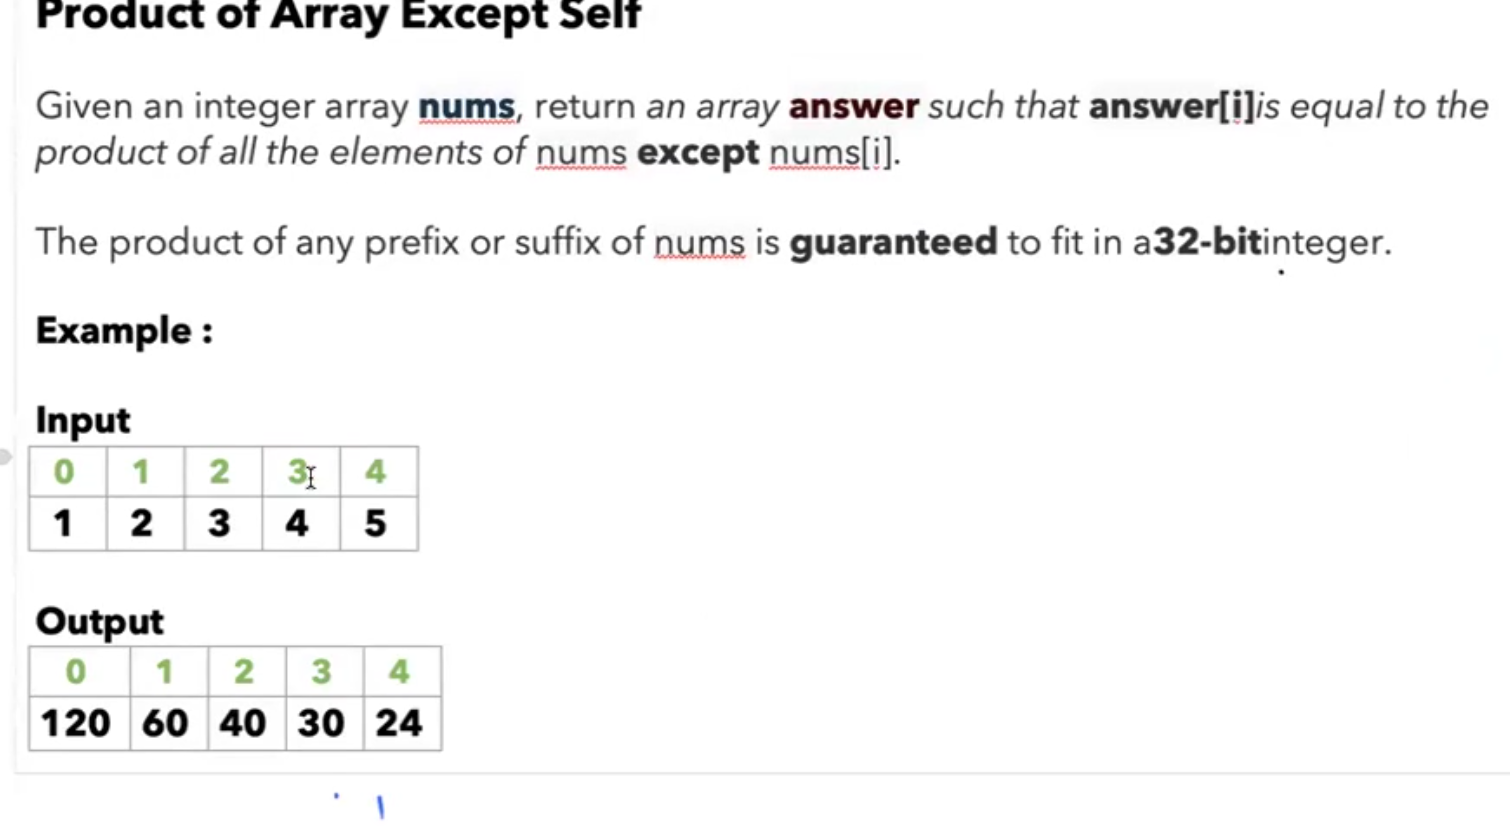 Product of Array Except Self
Given an integer array nums, return an array answer such that answer[i]is equal to the
product of all the elements of nums except nums[i].
The product of any prefix or suffix of nums is guaranteed to fit in a32-bitinteger.
Example :
Input
0 1 2 3 4
1 2 3 4 5
Output
0 1 2 3 4
120 60 40 30 24